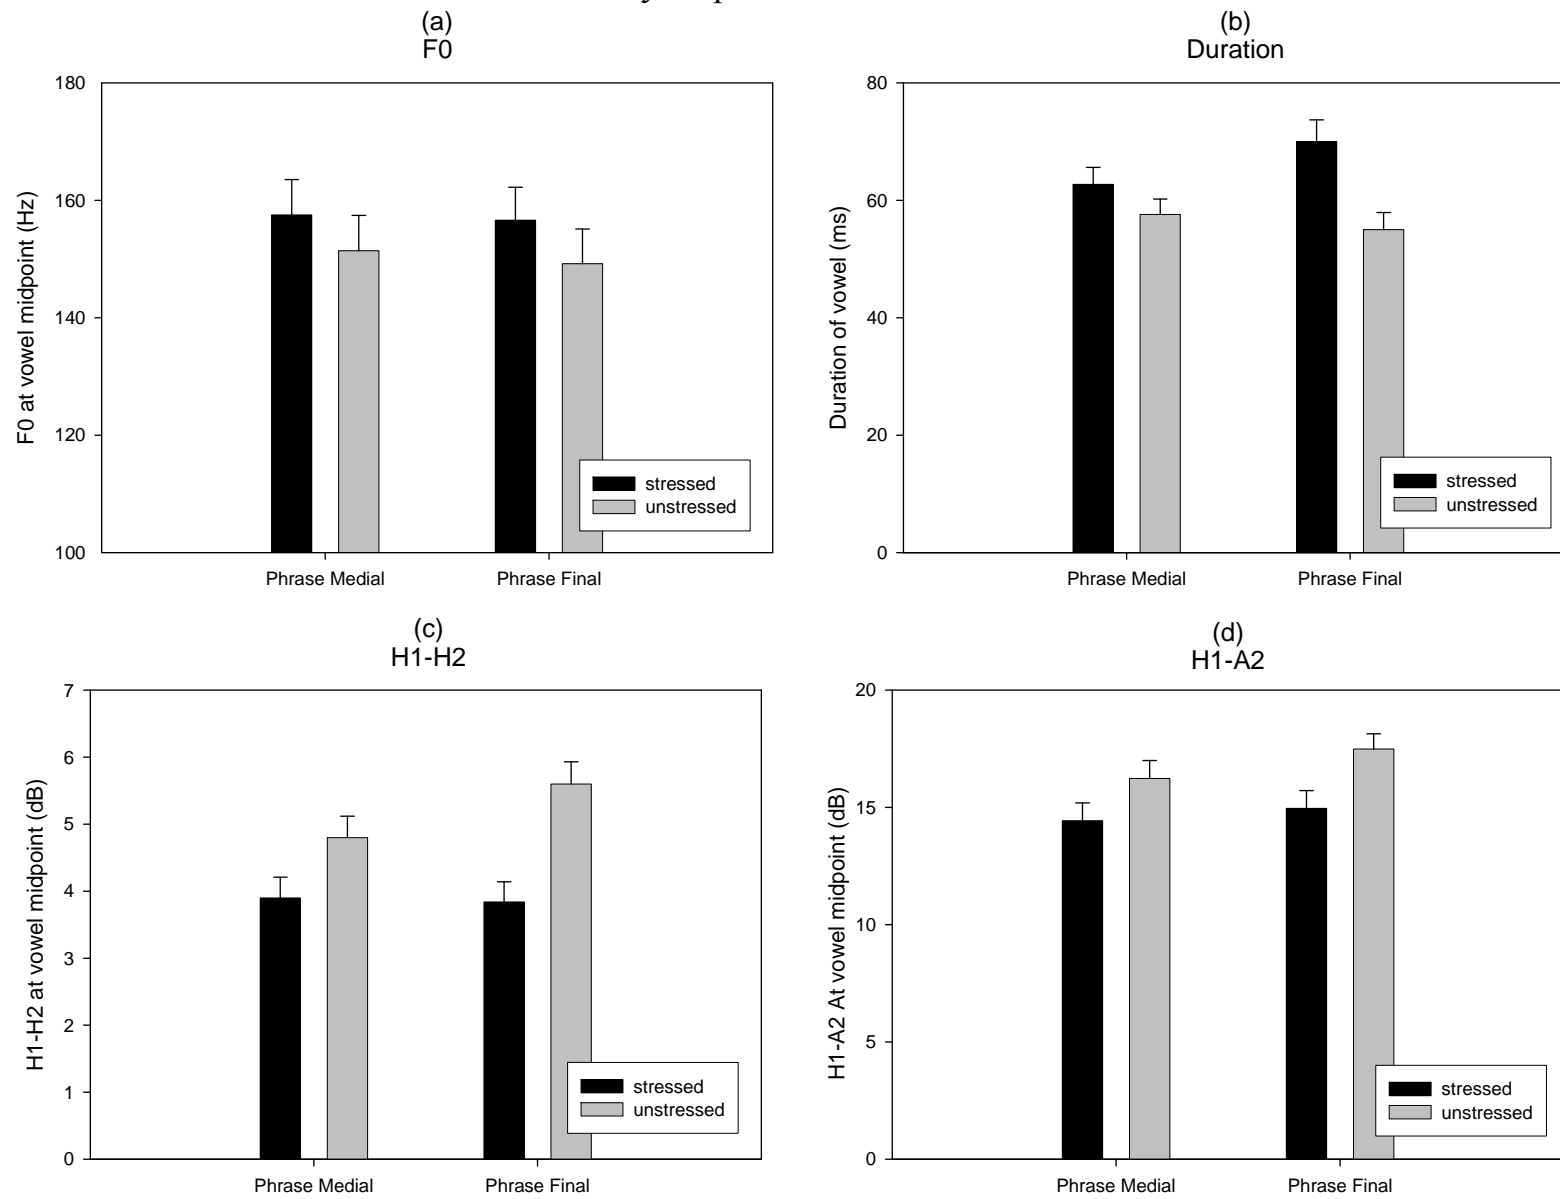 (a)
F0
180
160
140
120
100
F0 at vowel midpoint (Hz)
stressed
unstressed
Phrase Medial
Phrase Final
(b)
Duration
80
60
40
20
0
Duration of vowel (ms)
stressed
unstressed
Phrase Medial
Phrase Final
(c)
H1-H2
7
6
5
4
3
2
1
0
H1-H2 at vowel midpoint (dB)
stressed
unstressed
Phrase Medial
Phrase Final
(d)
H1-A2
20
15
10
5
0
H1-A2 At vowel midpoint (dB)
stressed
unstressed
Phrase Medial
Phrase Final